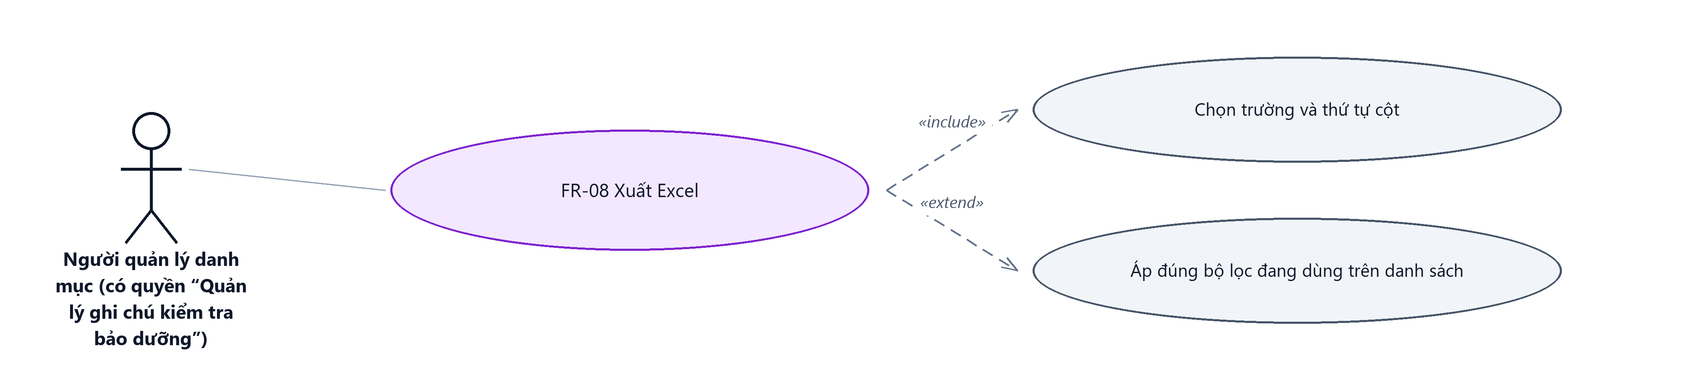 Người quản lý danh
mục (có quyền “Quản
lý ghi chú kiểm tra
bảo dưỡng”)
FR-08 Xuất Excel
«include»
«extend»
Chọn trường và thứ tự cột
Áp đúng bộ lọc đang dùng trên danh sách